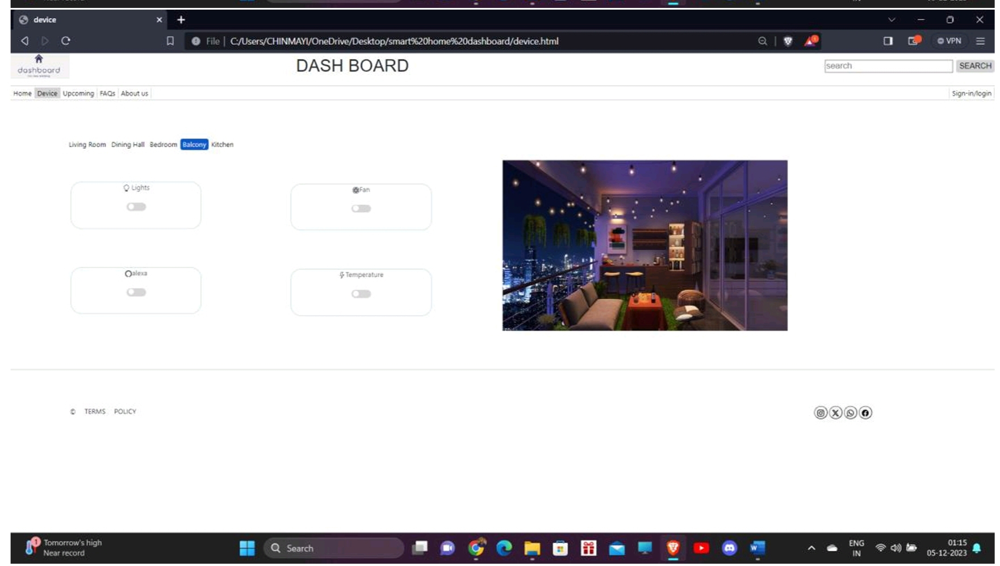 device
File | C:/Users/CHINMAYI/OneDrive/Desktop/smart%20home%20dashboard/device.html
VPN
dashboard
DASH BOARD
search
SEARCH
Home Device Upcoming FAQs About us
Sign-in/login
Living Room Dining Hall Bedroom Balcony Kitchen
Lights
Fan
alexa
Temperature
© TERMS POLICY
1
Tomorrow's high
Near record
Search
ENG
IN
01:15
05-12-2023